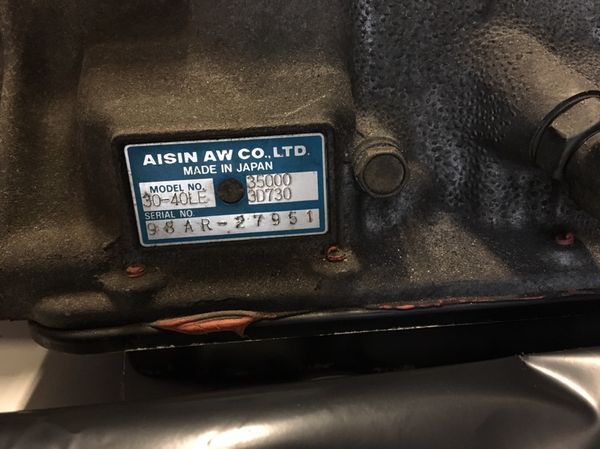 AISIN AW CO., LTD.
MADE IN JAPAN
MODEL NO. 35000
30-40LE 3D730
SERIAL NO.
98AR-27951